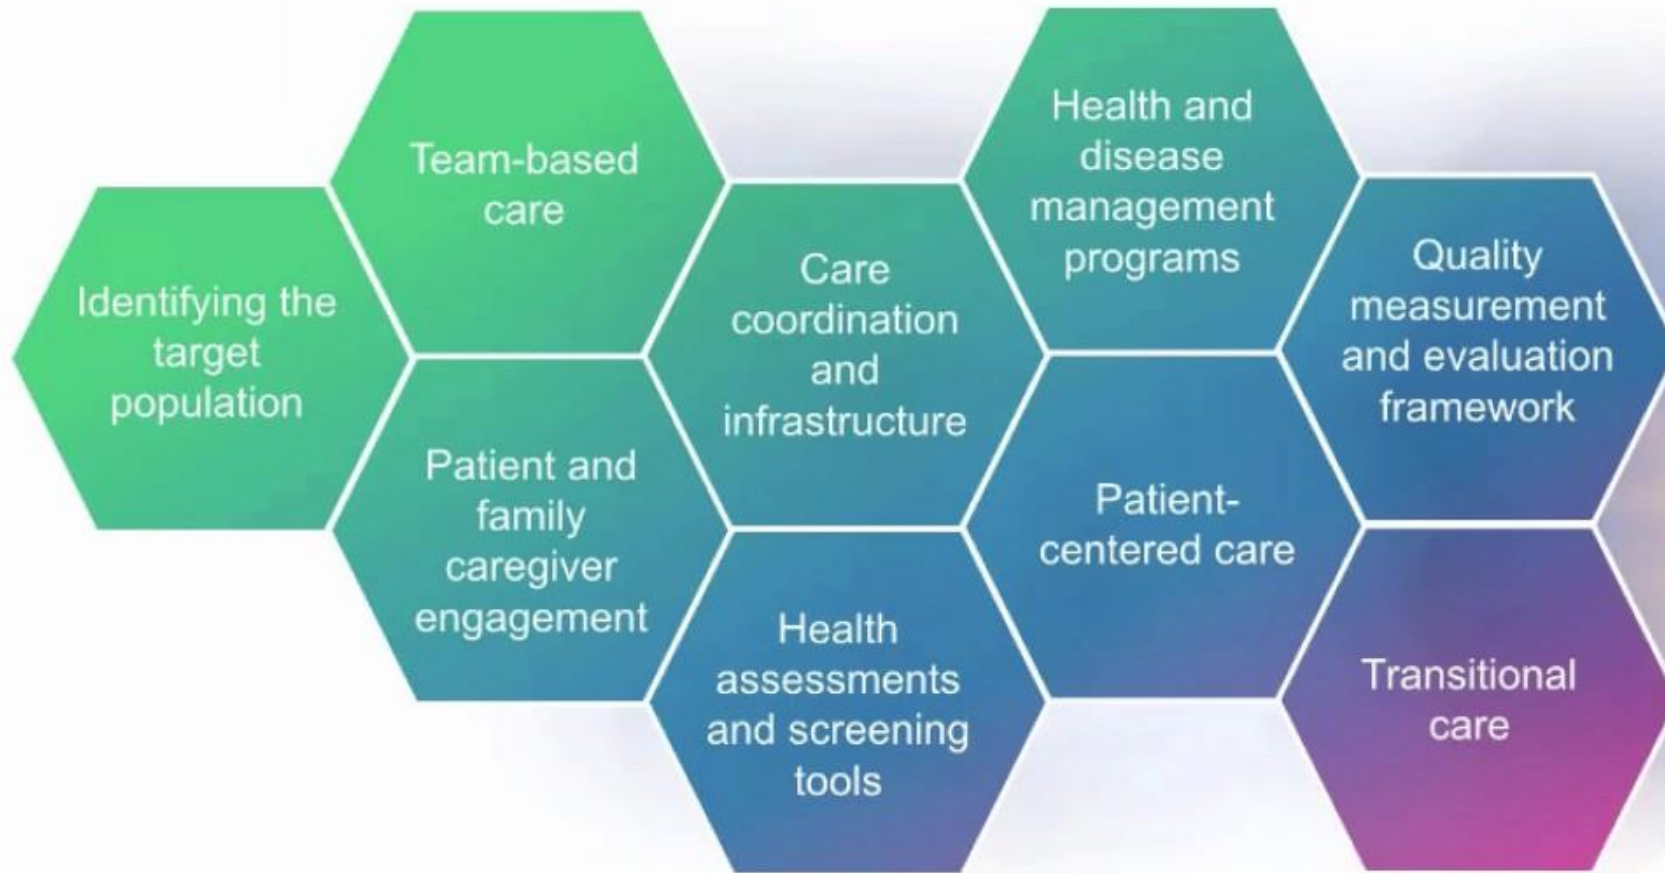 Identifying the
target
population
Team-based
care
Patient and
family
caregiver
engagement
Care
coordination
and
infrastructure
Health
assessments
and screening
tools
Health and
disease
management
programs
Patient-
centered care
Quality
measurement
and evaluation
framework
Transitional
care